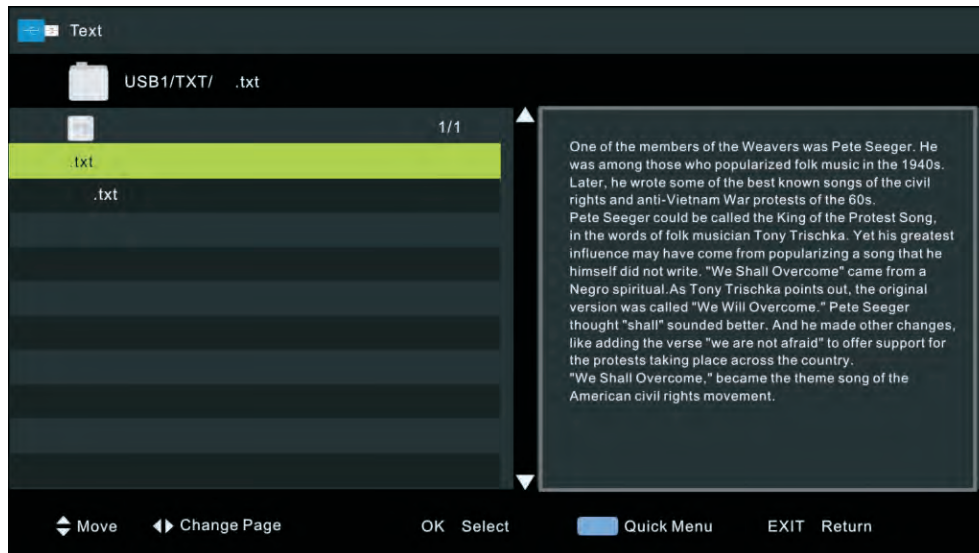 Text
USB1/TXT/ .txt
1/1
.txt
.txt
One of the members of the Weavers was Pete Seeger. He
was among those who popularized folk music in the 1940s.
Later, he wrote some of the best known songs of the civil
rights and anti-Vietnam War protests of the 60s.
Pete Seeger could be called the King of the Protest Song,
in the words of folk musician Tony Trischka. Yet his greatest
influence may have come from popularizing a song that he
himself did not write. "We Shall Overcome" came from a
Negro spiritual.As Tony Trischka points out, the original
version was called "We Will Overcome." Pete Seeger
thought "shall" sounded better. And he made other changes,
like adding the verse "we are not afraid" to offer support for
the protests taking place across the country.
"We Shall Overcome," became the theme song of the
American civil rights movement.
Move Change Page OK Select Quick Menu EXIT Return